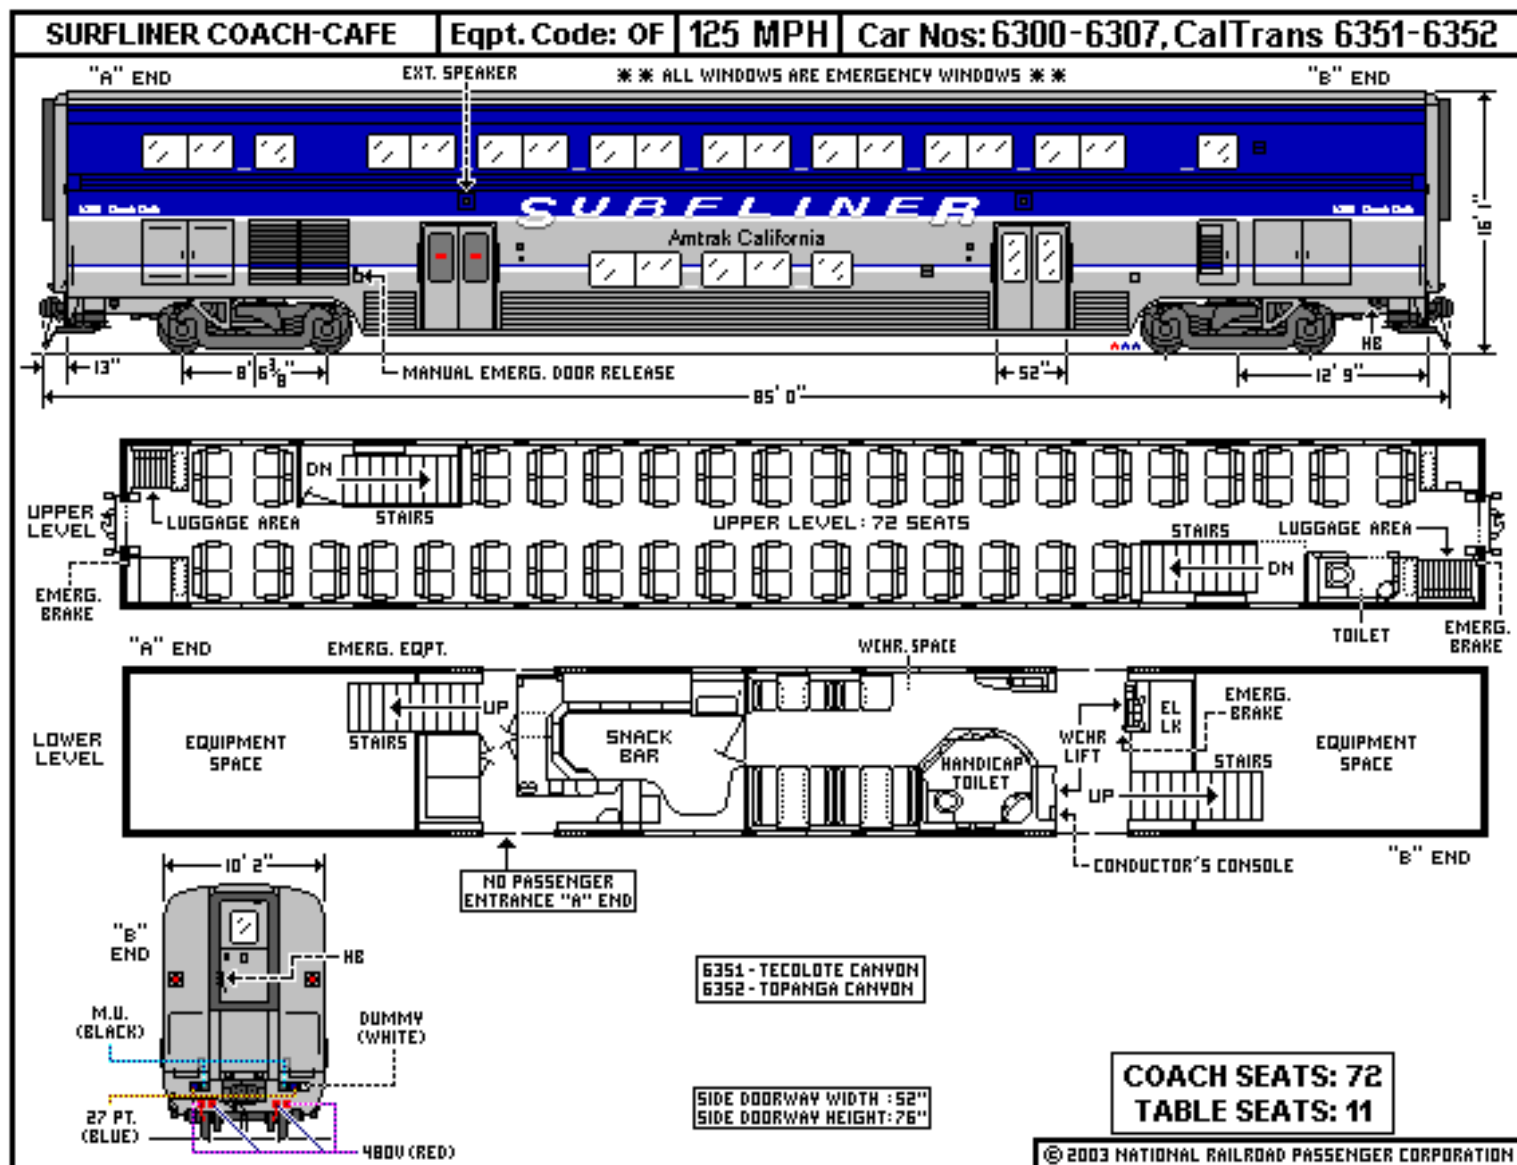 SURFLINER COACH-CAFE
Eqpt. Code: OF
125 MPH
Car Nos: 6300-6307, CalTrans 6351-6352
"A" END
EXT. SPEAKER
** ALL WINDOWS ARE EMERGENCY WINDOWS **
"B" END
SURFLINER
Amtrak California
16' 1"
HB
13"
8' 6 3/8"
MANUAL EMERG. DOOR RELEASE
52"
12' 9"
85' 0"
DN
UPPER
LEVEL
LUGGAGE AREA
STAIRS
UPPER LEVEL: 72 SEATS
STAIRS
LUGGAGE AREA
DN
EMERG.
BRAKE
TOILET
EMERG.
BRAKE
"A" END
EMERG. EQPT.
WCHR. SPACE
LOWER
LEVEL
EQUIPMENT
SPACE
STAIRS
UP
SNACK
BAR
HANDICAP
TOILET
WCHR
LIFT
EL
LK
EMERG.
BRAKE
UP
STAIRS
EQUIPMENT
SPACE
CONDUCTOR'S CONSOLE
"B" END
NO PASSENGER
ENTRANCE "A" END
10' 2"
"B"
END
HB
M.U.
(BLACK)
DUMMY
(WHITE)
27 PT.
(BLUE)
480V (RED)
6351 - TECOLOTE CANYON
6352 - TOPANGA CANYON
SIDE DOORWAY WIDTH : 52"
SIDE DOORWAY HEIGHT: 76"
COACH SEATS: 72
TABLE SEATS: 11
© 2003 NATIONAL RAILROAD PASSENGER CORPORATION